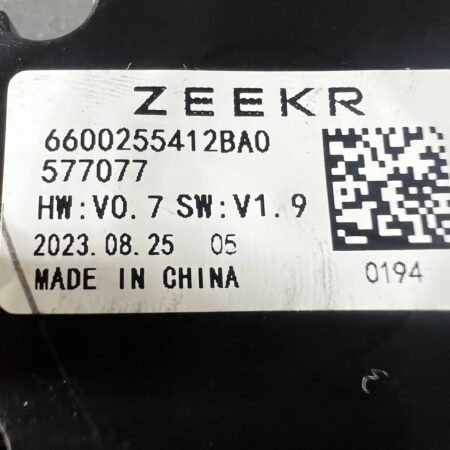 ZEEKR
6600255412BA0
577077
HW:V0.7 SW:V1.9
2023.08.25 05
MADE IN CHINA
0194